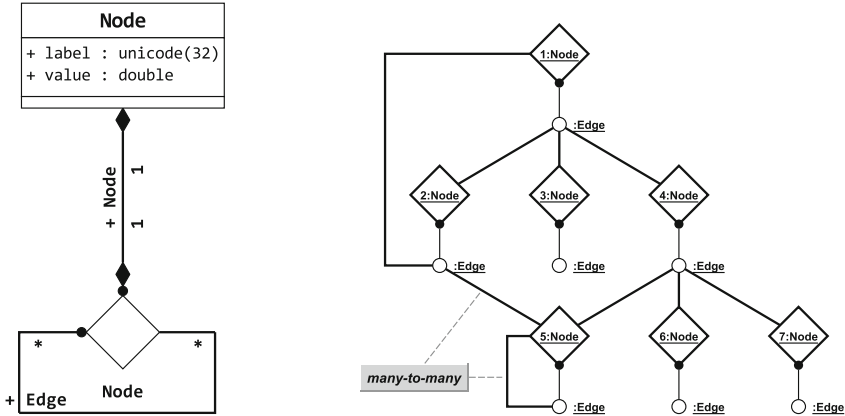 Node
+ label : unicode(32)
+ value : double
+ Node
1
1
*
*
+ Edge
Node
1:Node
:Edge
2:Node
3:Node
4:Node
:Edge
:Edge
:Edge
5:Node
6:Node
7:Node
many-to-many
:Edge
:Edge
:Edge